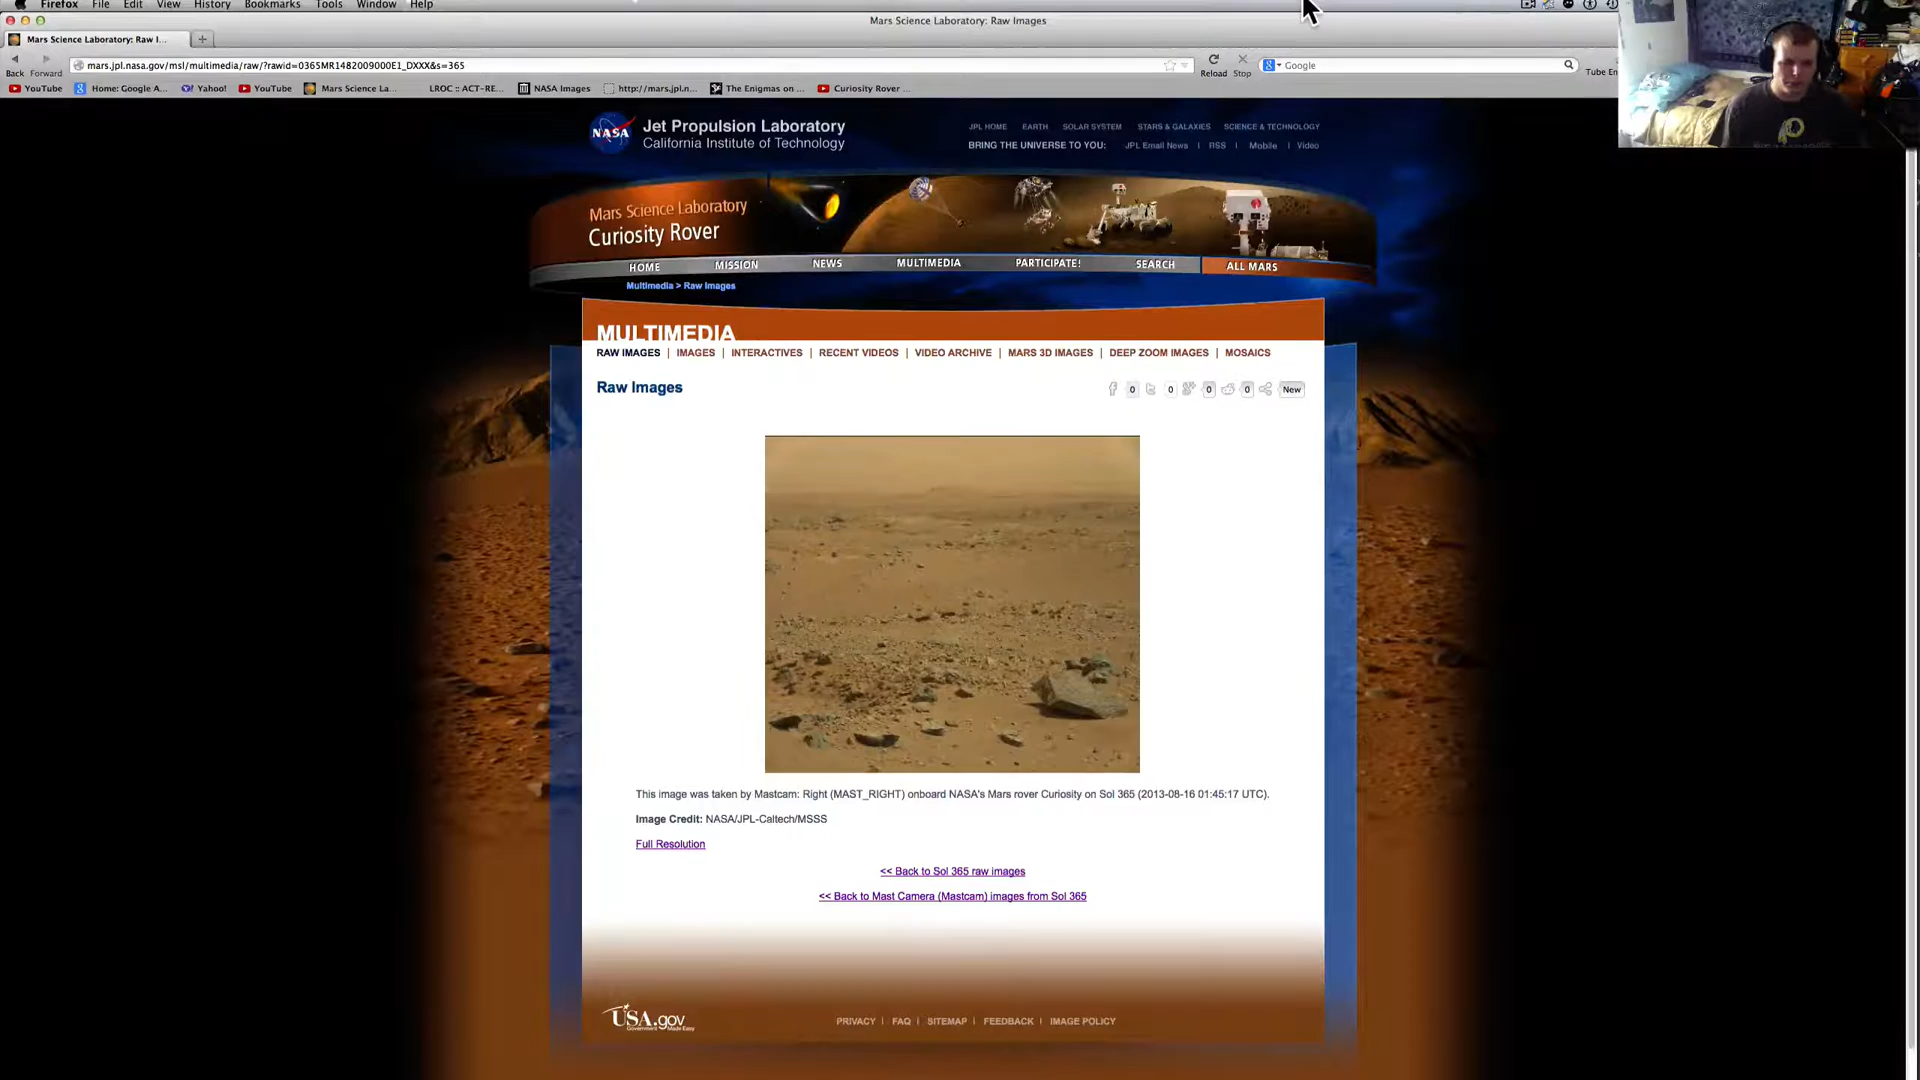 Firefox File Edit View History Bookmarks Tools Window Help
Mars Science Laboratory: Raw Images
Mars Science Laboratory: Raw I...
mars.jpl.nasa.gov/msl/multimedia/raw/?rawid=0365MR1482009000E1_DXXX&s=365
Google
Back Forward Reload Stop Tube En
YouTube Home: Google A... Yahoo! YouTube Mars Science La... LROC :: ACT-RE... NASA Images http://mars.jpl.n... The Enigmas on ... Curiosity Rover ...
NASA
Jet Propulsion Laboratory
California Institute of Technology
JPL HOME EARTH SOLAR SYSTEM STARS & GALAXIES SCIENCE & TECHNOLOGY
BRING THE UNIVERSE TO YOU: JPL Email News | RSS | Mobile | Video
Mars Science Laboratory
Curiosity Rover
HOME MISSION NEWS MULTIMEDIA PARTICIPATE! SEARCH ALL MARS
Multimedia > Raw Images
MULTIMEDIA
RAW IMAGES | IMAGES | INTERACTIVES | RECENT VIDEOS | VIDEO ARCHIVE | MARS 3D IMAGES | DEEP ZOOM IMAGES | MOSAICS
Raw Images
0 0 0 0 New
This image was taken by Mastcam: Right (MAST_RIGHT) onboard NASA's Mars rover Curiosity on Sol 365 (2013-08-16 01:45:17 UTC).
Image Credit: NASA/JPL-Caltech/MSSS
Full Resolution
<< Back to Sol 365 raw images
<< Back to Mast Camera (Mastcam) images from Sol 365
USA.gov
Government Made Easy
PRIVACY | FAQ | SITEMAP | FEEDBACK | IMAGE POLICY